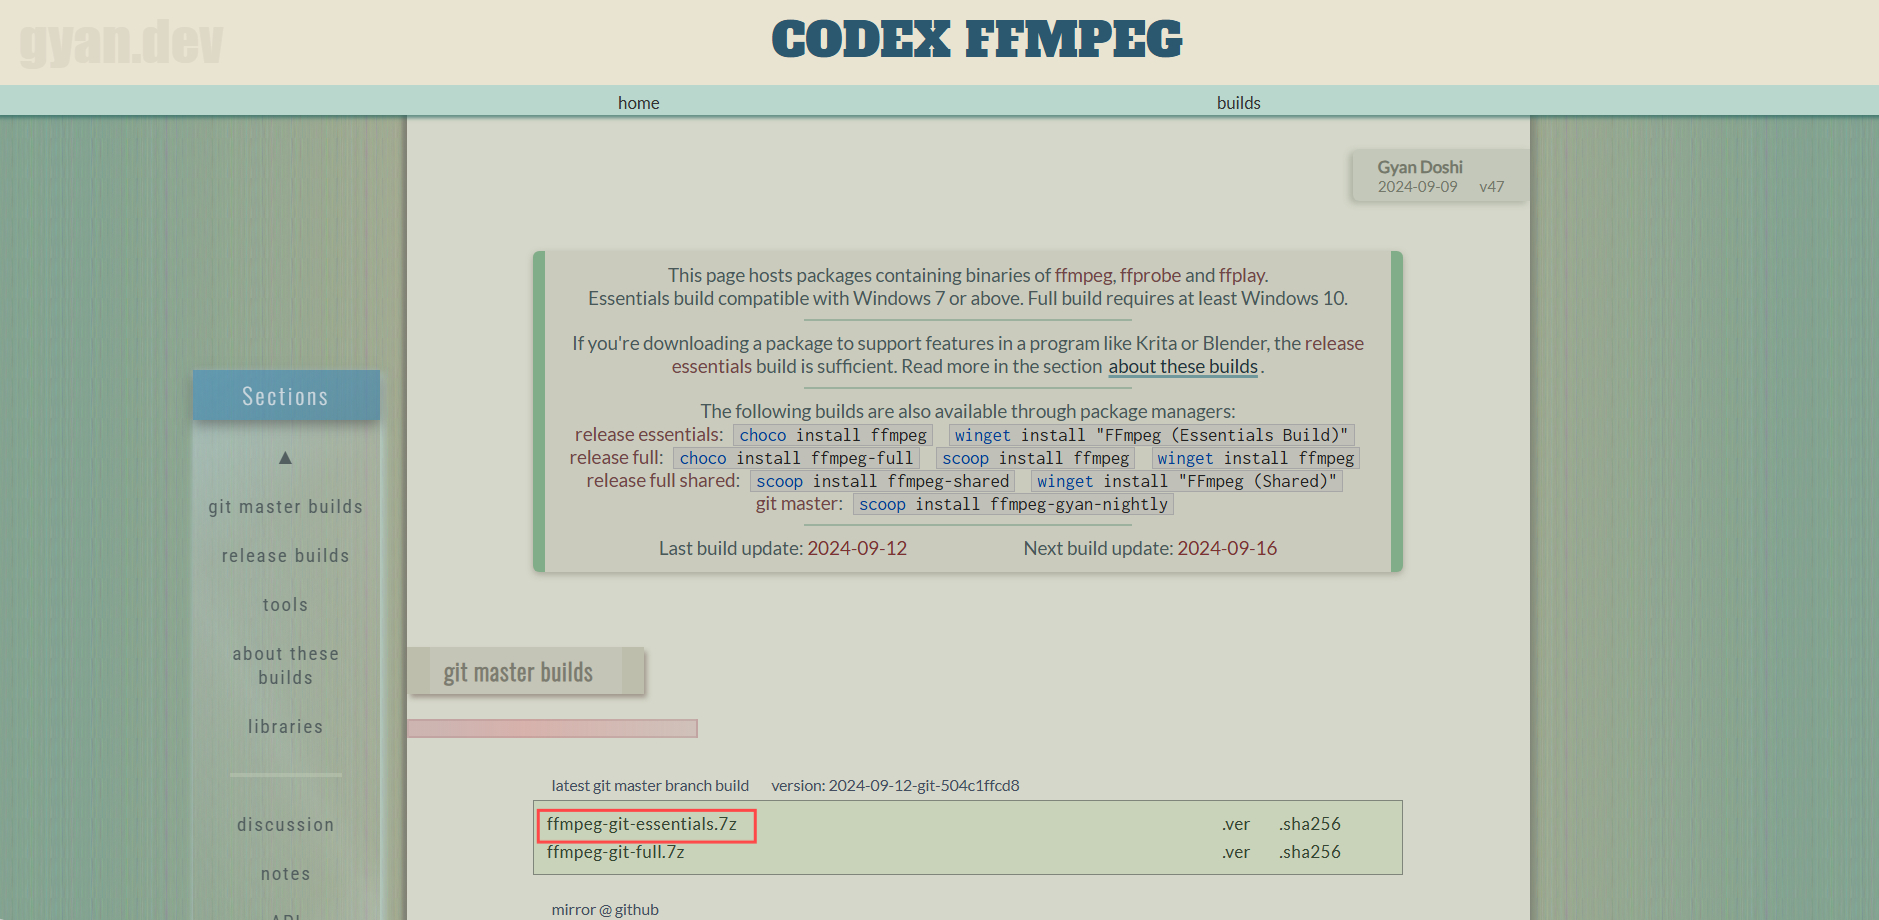 gyan.dev
CODEX FFMPEG
home builds
Gyan Doshi
2024-09-09 v47
This page hosts packages containing binaries of ffmpeg, ffprobe and ffplay.
Essentials build compatible with Windows 7 or above. Full build requires at least Windows 10.
If you're downloading a package to support features in a program like Krita or Blender, the release
essentials build is sufficient. Read more in the section about these builds.
The following builds are also available through package managers:
release essentials: choco install ffmpeg winget install "FFmpeg (Essentials Build)"
release full: choco install ffmpeg-full scoop install ffmpeg winget install ffmpeg
release full shared: scoop install ffmpeg-shared winget install "FFmpeg (Shared)"
git master: scoop install ffmpeg-gyan-nightly
Last build update: 2024-09-12 Next build update: 2024-09-16
Sections
▲
git master builds
release builds
tools
about these
builds
libraries
discussion
notes
git master builds
latest git master branch build version: 2024-09-12-git-504c1ffcd8
ffmpeg-git-essentials.7z .ver .sha256
ffmpeg-git-full.7z .ver .sha256
mirror @ github